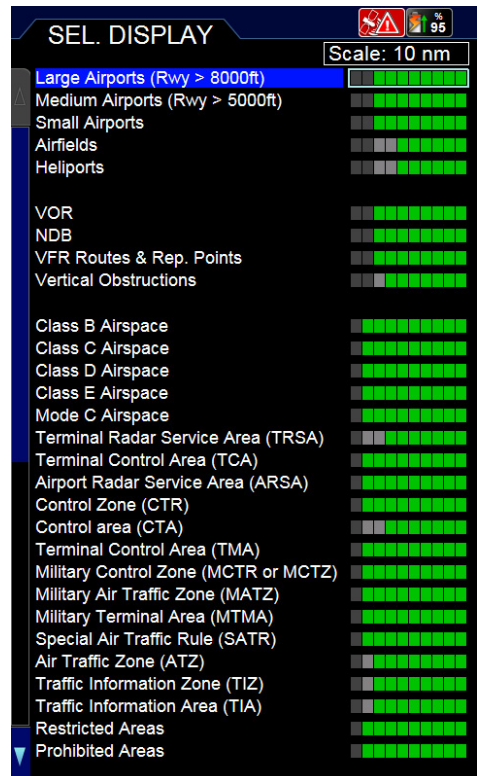 SEL. DISPLAY
%
95
Scale: 10 nm
Large Airports (Rwy > 8000ft)
Medium Airports (Rwy > 5000ft)
Small Airports
Airfields
Heliports
VOR
NDB
VFR Routes & Rep. Points
Vertical Obstructions
Class B Airspace
Class C Airspace
Class D Airspace
Class E Airspace
Mode C Airspace
Terminal Radar Service Area (TRSA)
Terminal Control Area (TCA)
Airport Radar Service Area (ARSA)
Control Zone (CTR)
Control area (CTA)
Terminal Control Area (TMA)
Military Control Zone (MCTR or MCTZ)
Military Air Traffic Zone (MATZ)
Military Terminal Area (MTMA)
Special Air Traffic Rule (SATR)
Air Traffic Zone (ATZ)
Traffic Information Zone (TIZ)
Traffic Information Area (TIA)
Restricted Areas
Prohibited Areas